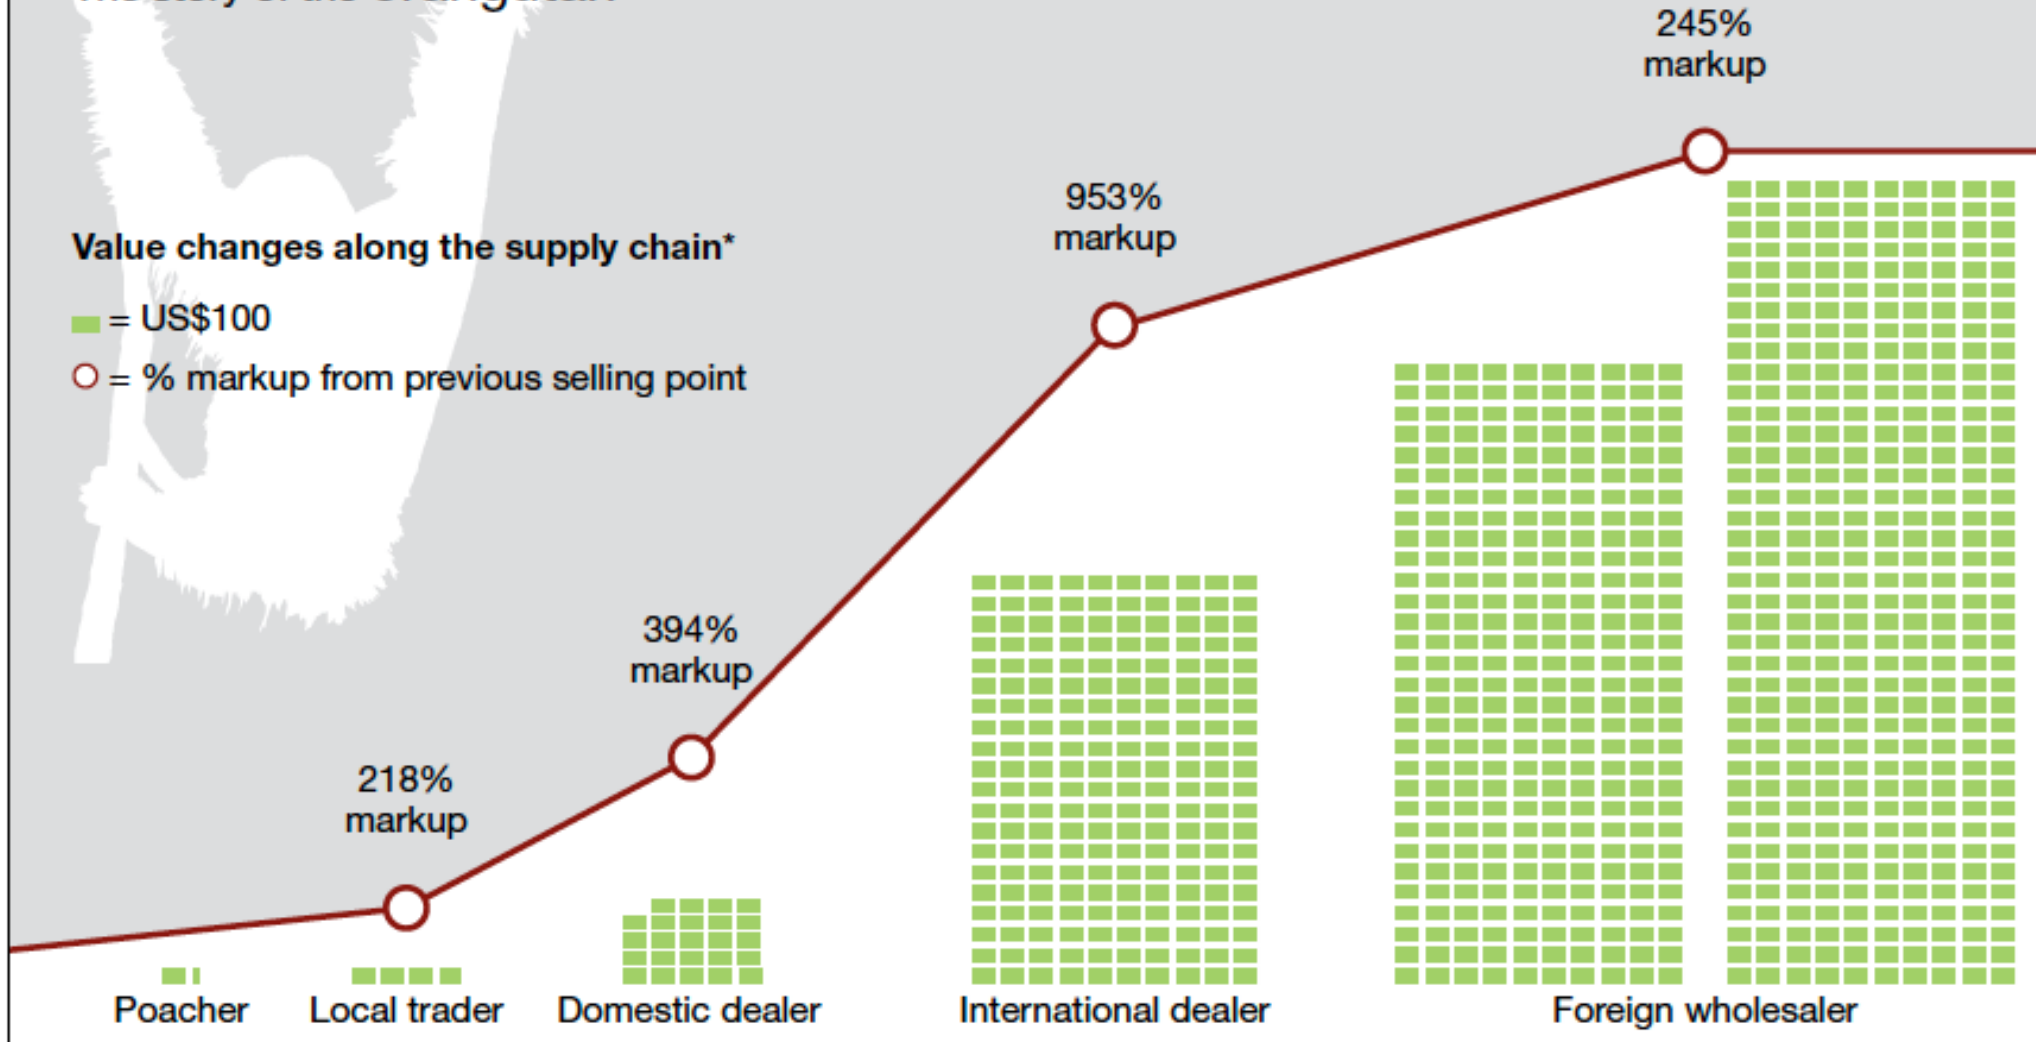 245%
markup
953%
markup
Value changes along the supply chain*
= US$100
= % markup from previous selling point
394%
markup
218%
markup
Poacher
Local trader
Domestic dealer
International dealer
Foreign wholesaler